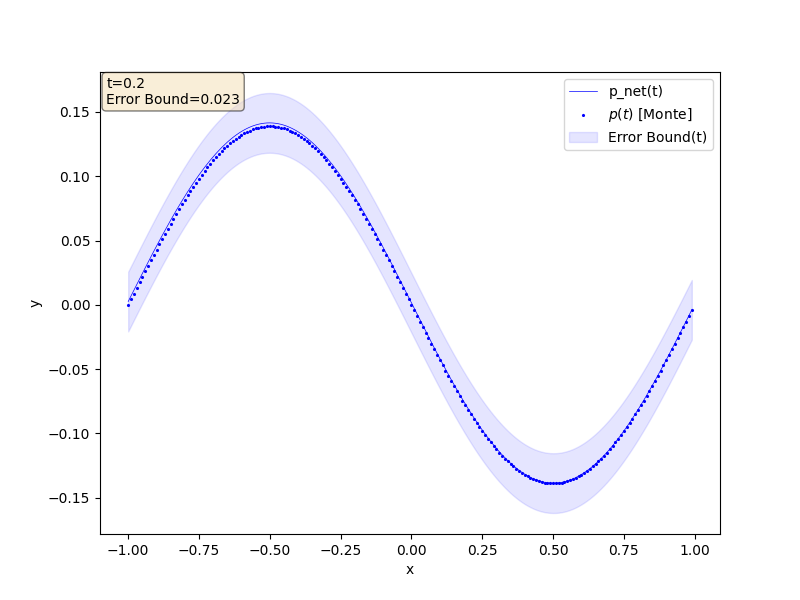 t=0.2
Error Bound=0.023
p_net(t)
p(t) [Monte]
Error Bound(t)
0.15
0.10
0.05
0.00
−0.05
−0.10
−0.15
y
−1.00 −0.75 −0.50 −0.25 0.00 0.25 0.50 0.75 1.00
x